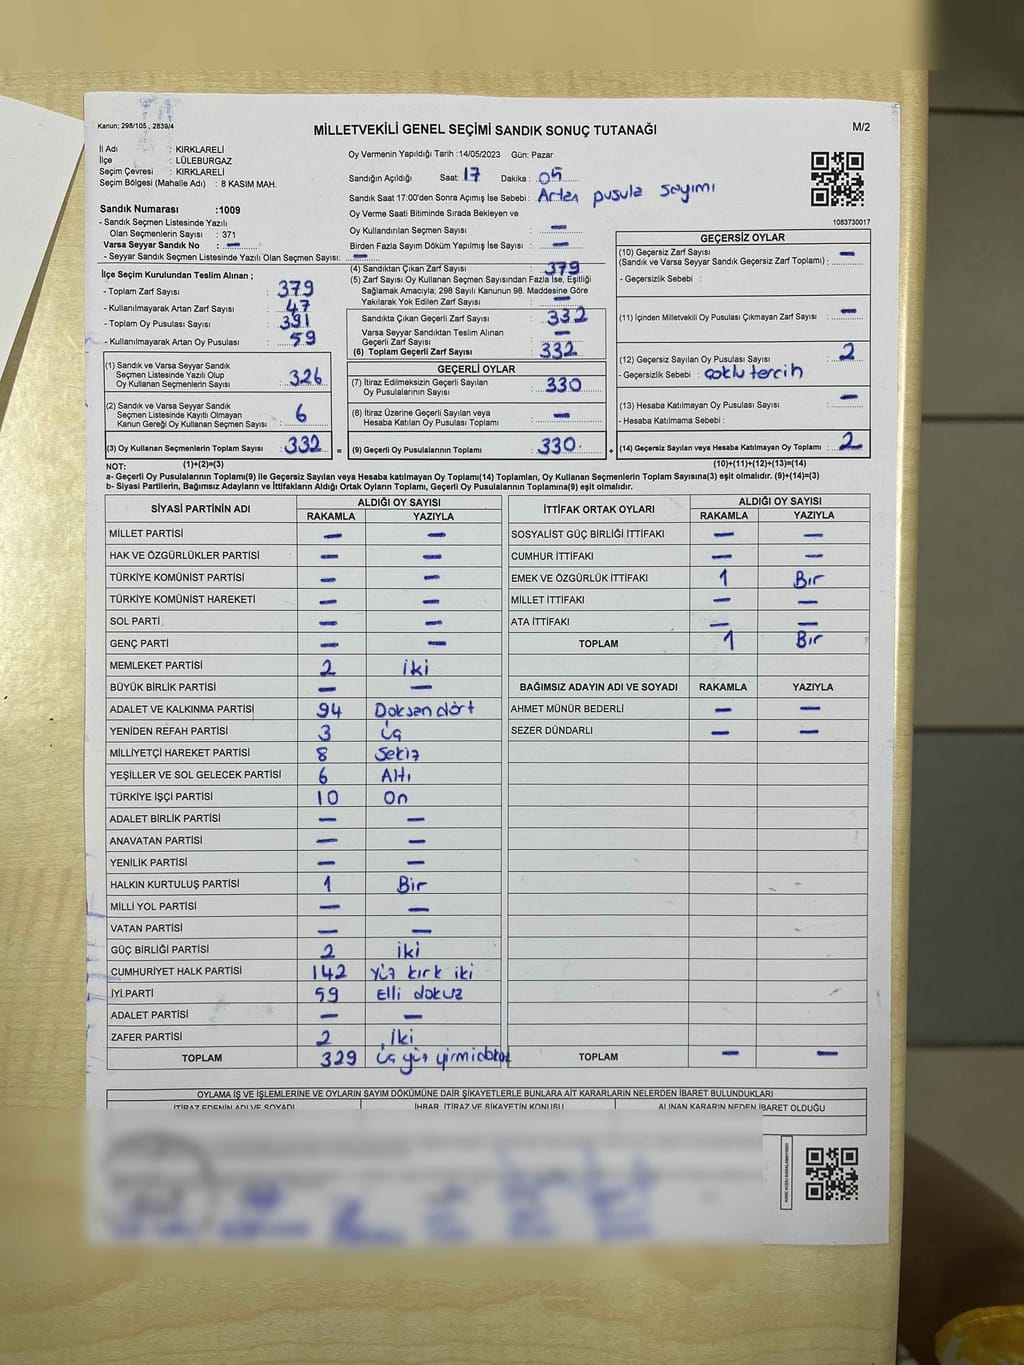 Kanun; 298/105 , 2839/4
MİLLETVEKİLİ GENEL SEÇİMİ SANDIK SONUÇ TUTANAĞI
M/2
İl Adı : KIRKLARELİ
İlçe : LÜLEBURGAZ
Seçim Çevresi : KIRKLARELİ
Seçim Bölgesi (Mahalle Adı) : 8 KASIM MAH.
Sandık Numarası :1009
- Sandık Seçmen Listesinde Yazılı
Olan Seçmenlerin Sayısı : 371
Varsa Seyyar Sandık No : —
- Seyyar Sandık Seçmen Listesinde Yazılı Olan Seçmen Sayısı: —
Oy Vermenin Yapıldığı Tarih :14/05/2023 Gün: Pazar
Sandığın Açıldığı Saat: 17 Dakika : 05
Sandık Saat 17:00'den Sonra Açımış İse Sebebi : Artan pusula sayımı
Oy Verme Saati Bitiminde Sırada Bekleyen ve
Oy Kullandırılan Seçmen Sayısı : —
Birden Fazla Sayım Döküm Yapılmış İse Sayısı : —
1083730017
İlçe Seçim Kurulundan Teslim Alınan ;
- Toplam Zarf Sayısı : 379
- Kullanılmayarak Artan Zarf Sayısı : 47
- Toplam Oy Pusulası Sayısı : 391
- Kullanılmayarak Artan Oy Pusulası : 59
(1) Sandık ve Varsa Seyyar Sandık
Seçmen Listesinde Yazılı Olup
Oy Kullanan Seçmenlerin Sayısı : 326
(2) Sandık ve Varsa Seyyar Sandık
Seçmen Listesinde Kayıtlı Olmayan
Kanun Gereği Oy Kullanan Seçmen Sayısı : 6
(3) Oy Kullanan Seçmenlerin Toplam Sayısı : 332 =
(4) Sandıktan Çıkan Zarf Sayısı : 379
(5) Zarf Sayısı Oy Kullanan Seçmen Sayısından Fazla İse, Eşitliği
Sağlamak Amacıyla; 298 Sayılı Kanunun 98. Maddesine Göre
Yakılarak Yok Edilen Zarf Sayısı : —
Sandıkta Çıkan Geçerli Zarf Sayısı : 332
Varsa Seyyar Sandıktan Teslim Alınan
Geçerli Zarf Sayısı : —
(6) Toplam Geçerli Zarf Sayısı : 332
GEÇERLİ OYLAR
(7) İtiraz Edilmeksizin Geçerli Sayılan
Oy Pusulalarının Sayısı : 330
(8) İtiraz Üzerine Geçerli Sayılan veya
Hesaba Katılan Oy Pusulası Toplamı : —
(9) Geçerli Oy Pusulalarının Toplamı : 330 +
GEÇERSİZ OYLAR
(10) Geçersiz Zarf Sayısı
(Sandık ve Varsa Seyyar Sandık Geçersiz Zarf Toplamı) : —
- Geçersizlik Sebebi :
(11) İçinden Milletvekili Oy Pusulası Çıkmayan Zarf Sayısı : —
(12) Geçersiz Sayılan Oy Pusulası Sayısı : 2
- Geçersizlik Sebebi : çoklu tercih
(13) Hesaba Katılmayan Oy Pusulası Sayısı : —
- Hesaba Katılmama Sebebi :
(14) Geçersiz Sayılan veya Hesaba Katılmayan Oy Toplamı : 2
NOT: (1)+(2)=(3) (10)+(11)+(12)+(13)=(14)
a- Geçerli Oy Pusulalarının Toplamı(9) ile Geçersiz Sayılan veya Hesaba katılmayan Oy Toplamı(14) Toplamları, Oy Kullanan Seçmenlerin Toplam Sayısına(3) eşit olmalıdır. (9)+(14)=(3)
b- Siyasi Partilerin, Bağımsız Adayların ve İttifakların Aldığı Ortak Oyların Toplamı, Geçerli Oy Pusulalarının Toplamına(9) eşit olmalıdır.
SİYASİ PARTİNİN ADI ALDIĞI OY SAYISI
RAKAMLA YAZIYLA
MİLLET PARTİSİ — —
HAK VE ÖZGÜRLÜKLER PARTİSİ — —
TÜRKİYE KOMÜNİST PARTİSİ — —
TÜRKİYE KOMÜNİST HAREKETİ — —
SOL PARTİ — —
GENÇ PARTİ — —
MEMLEKET PARTİSİ 2 iki
BÜYÜK BİRLİK PARTİSİ — —
ADALET VE KALKINMA PARTİSİ 94 Doksan dört
YENİDEN REFAH PARTİSİ 3 Üç
MİLLİYETÇİ HAREKET PARTİSİ 8 Sekiz
YEŞİLLER VE SOL GELECEK PARTİSİ 6 Altı
TÜRKİYE İŞÇİ PARTİSİ 10 On
ADALET BİRLİK PARTİSİ — —
ANAVATAN PARTİSİ — —
YENİLİK PARTİSİ — —
HALKIN KURTULUŞ PARTİSİ 1 Bir
MİLLİ YOL PARTİSİ — —
VATAN PARTİSİ — —
GÜÇ BİRLİĞİ PARTİSİ 2 iki
CUMHURİYET HALK PARTİSİ 142 Yüz kırk iki
İYİ PARTİ 59 Elli dokuz
ADALET PARTİSİ — —
ZAFER PARTİSİ 2 İki
TOPLAM 329 üç yüz yirmidokuz
İTTİFAK ORTAK OYLARI ALDIĞI OY SAYISI
RAKAMLA YAZIYLA
SOSYALİST GÜÇ BİRLİĞİ İTTİFAKI — —
CUMHUR İTTİFAKI — —
EMEK VE ÖZGÜRLÜK İTTİFAKI 1 Bir
MİLLET İTTİFAKI — —
ATA İTTİFAKI — —
TOPLAM 1 Bir
BAĞIMSIZ ADAYIN ADI VE SOYADI RAKAMLA YAZIYLA
AHMET MÜNÜR BEDERLİ — —
SEZER DÜNDARLI — —
TOPLAM — —
OYLAMA İŞ VE İŞLEMLERİNE VE OYLARIN SAYIM DÖKÜMÜNE DAİR ŞİKAYETLERLE BUNLARA AİT KARARLARIN NELERDEN İBARET BULUNDUKLARI
İTİRAZ EDENİN ADI VE SOYADI İHBAR, İTİRAZ VE ŞİKAYETİN KONUSU ALINAN KARARIN NEDEN İBARET OLDUĞU